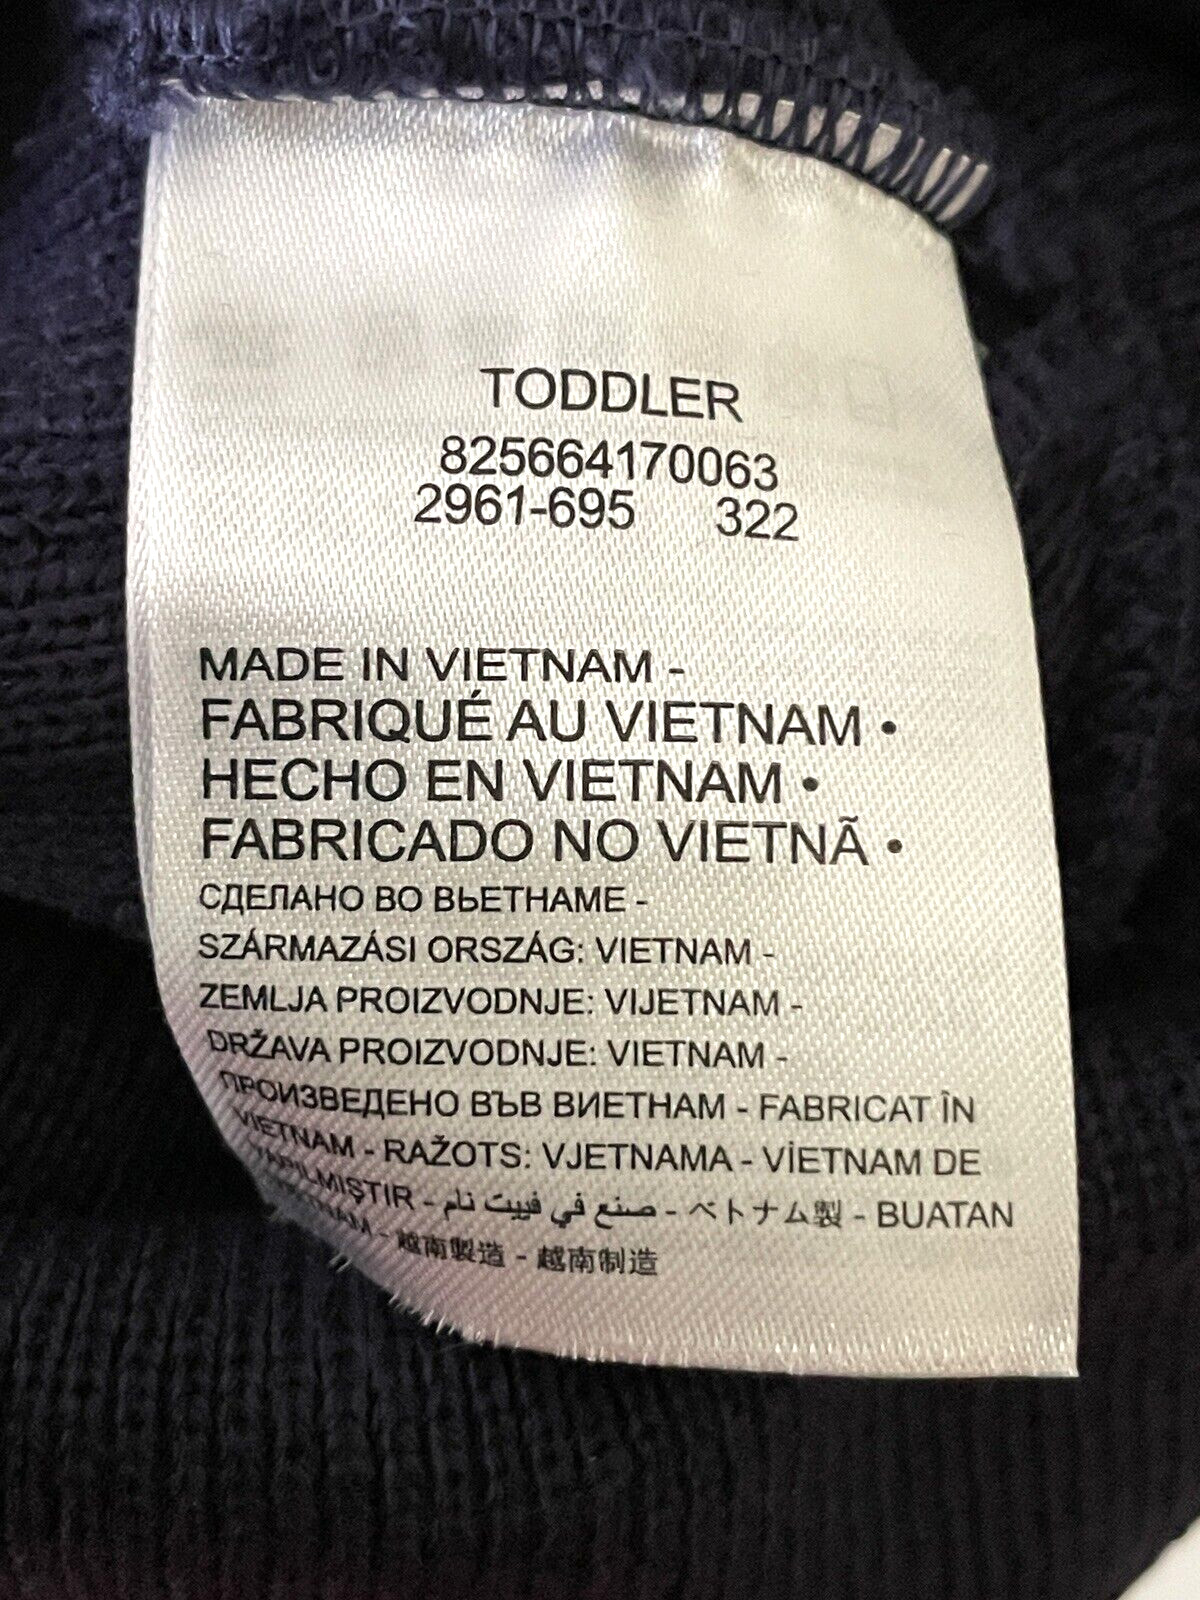 TODDLER
825664170063
2961-695 322
MADE IN VIETNAM -
FABRIQUÉ AU VIETNAM •
HECHO EN VIETNAM •
FABRICADO NO VIETNÃ •
СДЕЛАНО ВО ВЬЕТНАМЕ -
SZÁRMAZÁSI ORSZÁG: VIETNAM -
ZEMLJA PROIZVODNJE: VIJETNAM -
DRŽAVA PROIZVODNJE: VIETNAM -
ПРОИЗВЕДЕНО ВЪВ ВИЕТНАМ - FABRICAT ÎN
VIETNAM - RAŽOTS: VJETNAMA - VİETNAM DE
YAPILMIŞTIR - صنع في فييت نام - ベトナム製 - BUATAN
VIETNAM - 越南製造 - 越南制造